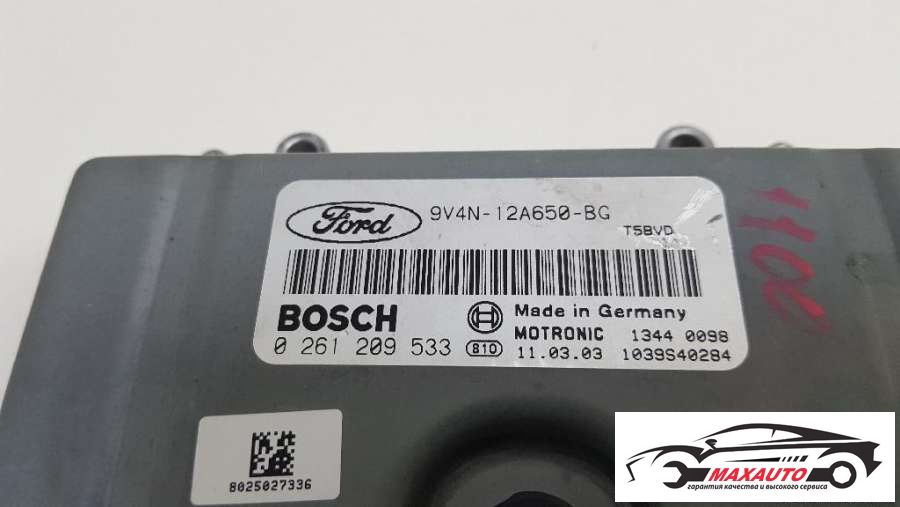 Ford 9V4N-12A650-BG
T5BVD
BOSCH Made in Germany
MOTRONIC 1344 0098
0 261 209 533 810 11.03.03 1039S40284
1100
8025027336
MAXAUTO
гарантия качества и высокого сервиса